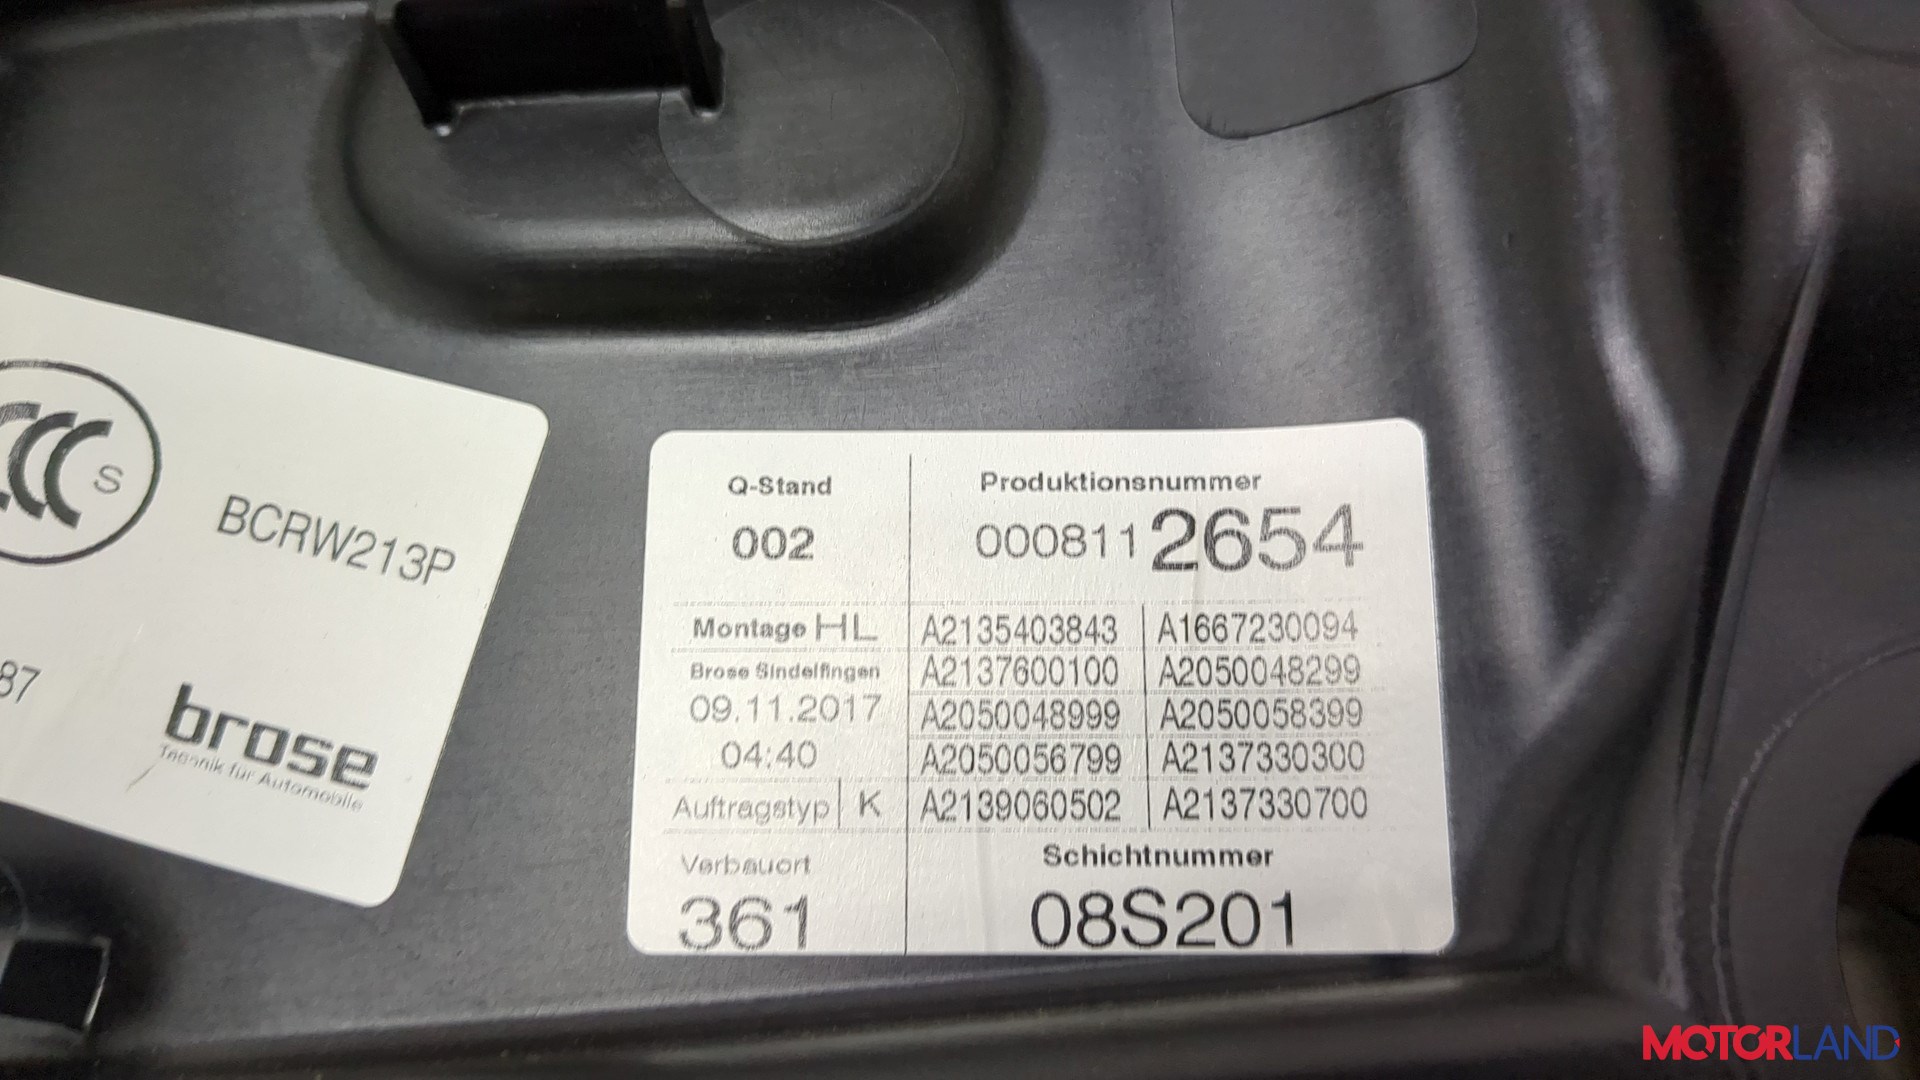 CCC S
BCRW213P
87
brose
Technik für Automobile
Q-Stand
002
Produktionsnummer
0008112654
Montage HL
Brose Sindelfingen
09.11.2017
04:40
Auftragstyp K
A2135403843 A1667230094
A2137600100 A2050048299
A2050048999 A2050058399
A2050056799 A2137330300
A2139060502 A2137330700
Verbauort
361
Schichtnummer
08S201
MOTORLAND